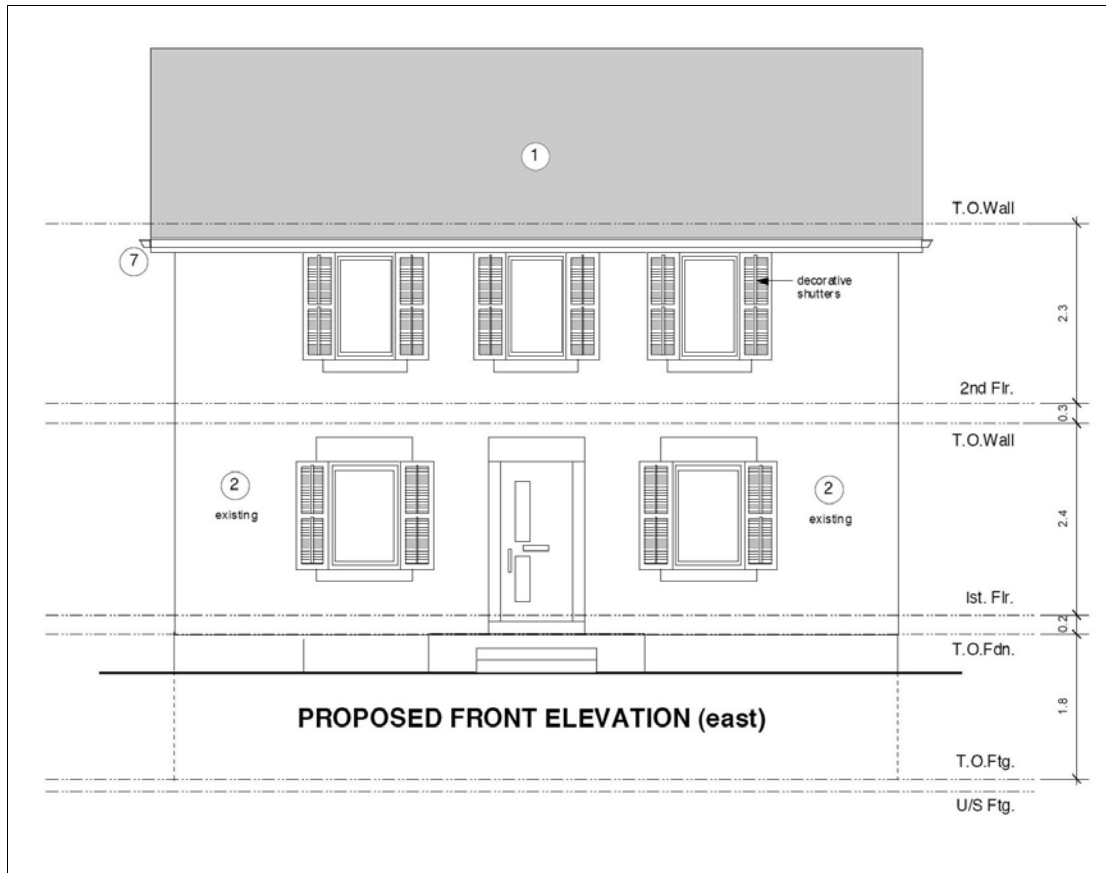 1
T.O.Wall
7
decorative
shutters
2.3
2nd Flr.
0.3
T.O.Wall
2
existing
2
existing
2.4
Ist. Flr.
0.2
T.O.Fdn.
PROPOSED FRONT ELEVATION (east)
1.8
T.O.Ftg.
U/S Ftg.